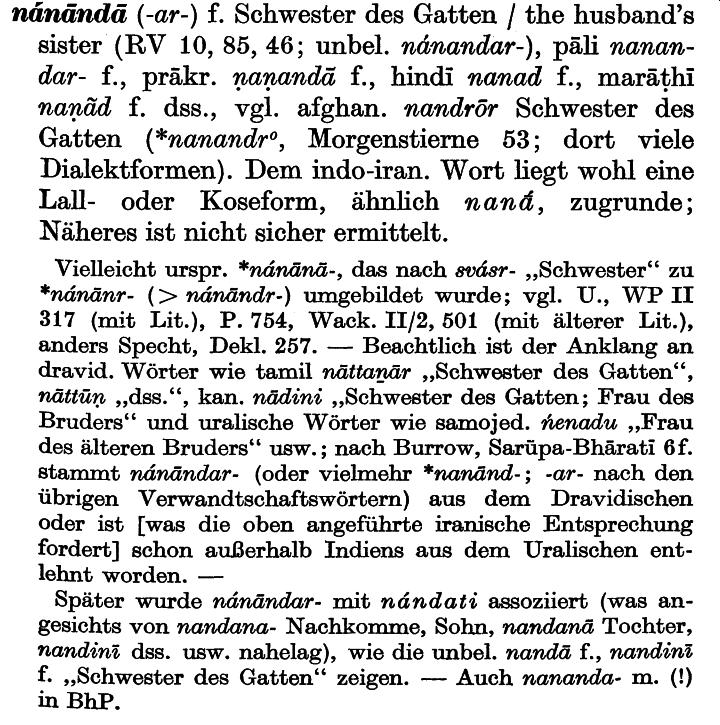 nánāndā (-ar-) f. Schwester des Gatten / the husband's
sister (RV 10, 85, 46; unbel. nánandar-), pāli nanan-
dar- f., prākr. ṇaṇandā f., hindī nanad f., marāṭhī
naṇãd f. dss., vgl. afghan. nandrōr Schwester des
Gatten (*nanandrº, Morgenstierne 53; dort viele
Dialektformen). Dem indo-iran. Wort liegt wohl eine
Lall- oder Koseform, ähnlich naná, zugrunde;
Näheres ist nicht sicher ermittelt.
Vielleicht urspr. *nánānā-, das nach svásr- „Schwester“ zu
*nánānr- (> nánāndr-) umgebildet wurde; vgl. U., WP II
317 (mit Lit.), P. 754, Wack. II/2, 501 (mit älterer Lit.),
anders Specht, Dekl. 257. — Beachtlich ist der Anklang an
dravid. Wörter wie tamil nāttaṉār „Schwester des Gatten“,
nāttūṇ „dss.“, kan. nādini „Schwester des Gatten; Frau des
Bruders“ und uralische Wörter wie samojed. ńenadu „Frau
des älteren Bruders“ usw.; nach Burrow, Sarūpa-Bhāratī 6f.
stammt nánāndar- (oder vielmehr *nanānd-; -ar- nach den
übrigen Verwandtschaftswörtern) aus dem Dravidischen
oder ist [was die oben angeführte iranische Entsprechung
fordert] schon außerhalb Indiens aus dem Uralischen ent-
lehnt worden. —
Später wurde nánāndar- mit nándati assoziiert (was an-
gesichts von nandana- Nachkomme, Sohn, nandanā Tochter,
nandinī dss. usw. nahelag), wie die unbel. nandā f., nandinī
f. „Schwester des Gatten“ zeigen. — Auch nananda- m. (!)
in BhP.